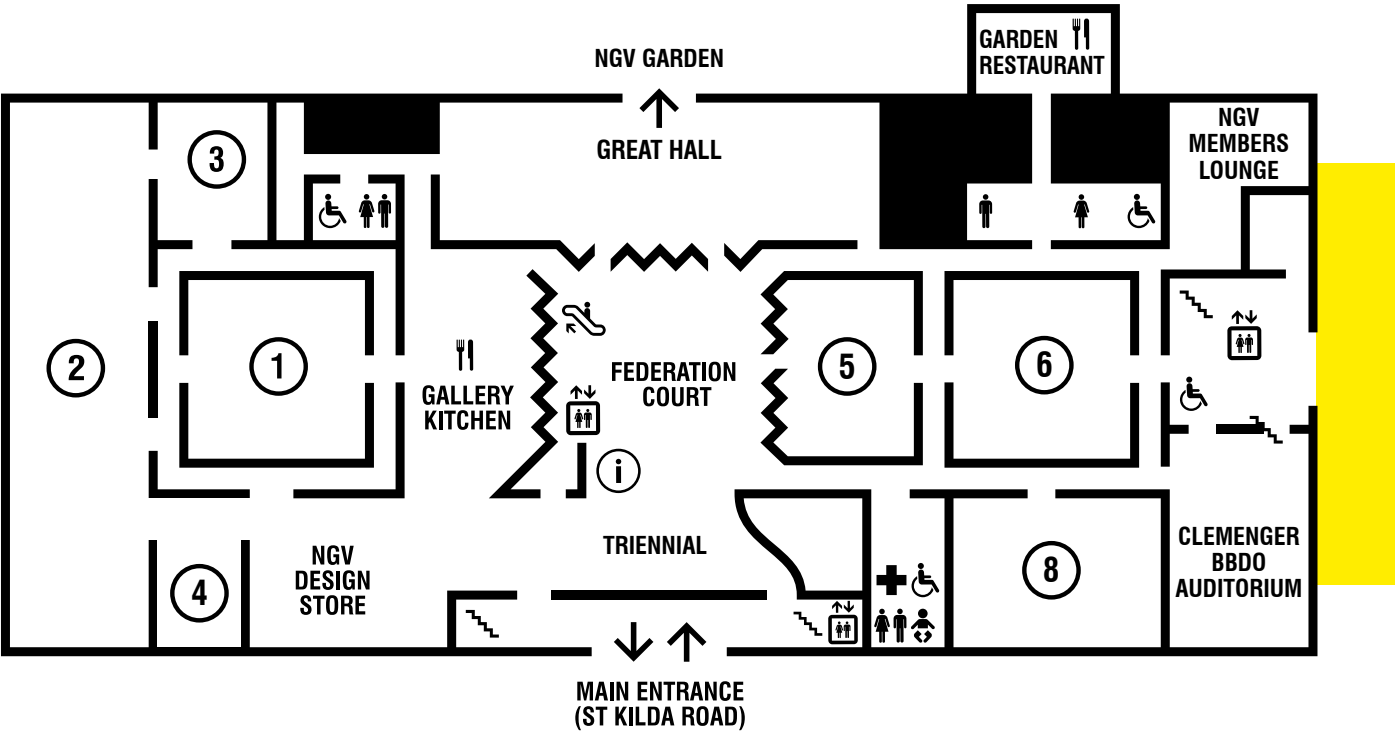 GARDEN
RESTAURANT
NGV GARDEN
GREAT HALL
NGV
MEMBERS
LOUNGE
3
2
1
GALLERY
KITCHEN
FEDERATION
COURT
5
6
i
4
NGV
DESIGN
STORE
TRIENNIAL
8
CLEMENGER
BBDO
AUDITORIUM
MAIN ENTRANCE
(ST KILDA ROAD)